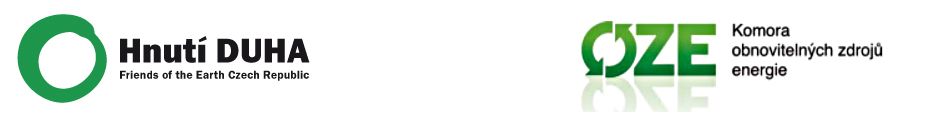 Hnutí DUHA
Friends of the Earth Czech Republic
OZE
Komora
obnovitelných zdrojů
energie